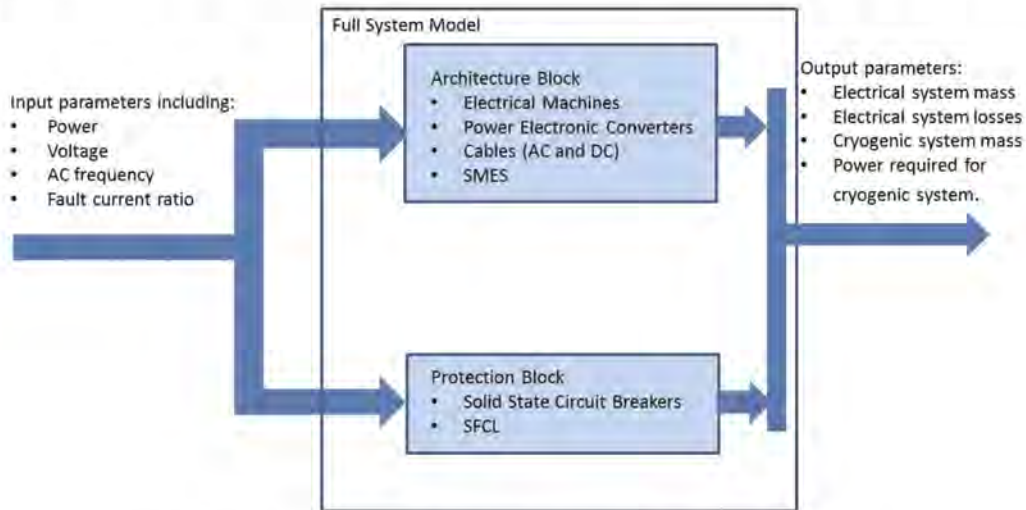 Full System Model
Input parameters including:
• Power
• Voltage
• AC frequency
• Fault current ratio
Architecture Block
• Electrical Machines
• Power Electronic Converters
• Cables (AC and DC)
• SMES
Protection Block
• Solid State Circuit Breakers
• SFCL
Output parameters:
• Electrical system mass
• Electrical system losses
• Cryogenic system mass
• Power required for
cryogenic system.